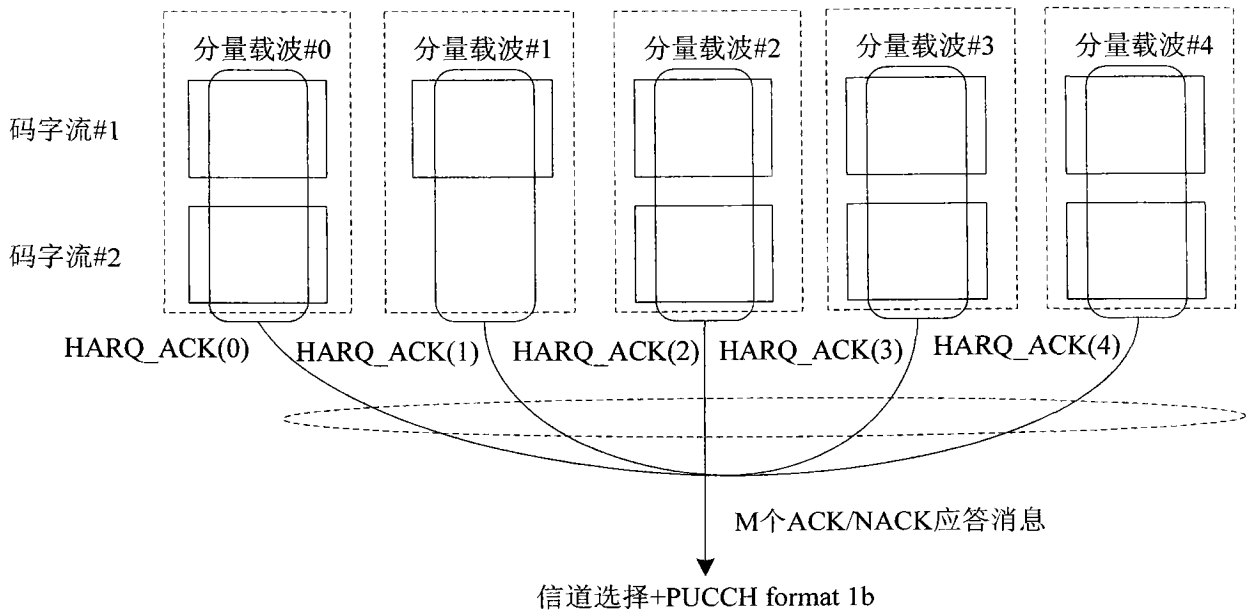 分量载波#0 分量载波#1 分量载波#2 分量载波#3 分量载波#4
码字流#1
码字流#2
HARQ_ACK(0) HARQ_ACK(1) HARQ_ACK(2) HARQ_ACK(3) HARQ_ACK(4)
M个ACK/NACK应答消息
信道选择+PUCCH format 1b